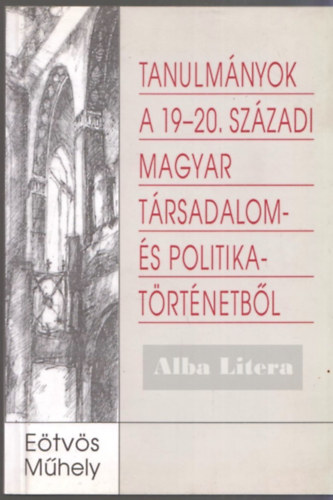 TANULMÁNYOK
A 19–20. SZÁZADI
MAGYAR
TÁRSADALOM-
ÉS POLITIKA-
TÖRTÉNETBŐL
Alba Litera
Eötvös
Műhely